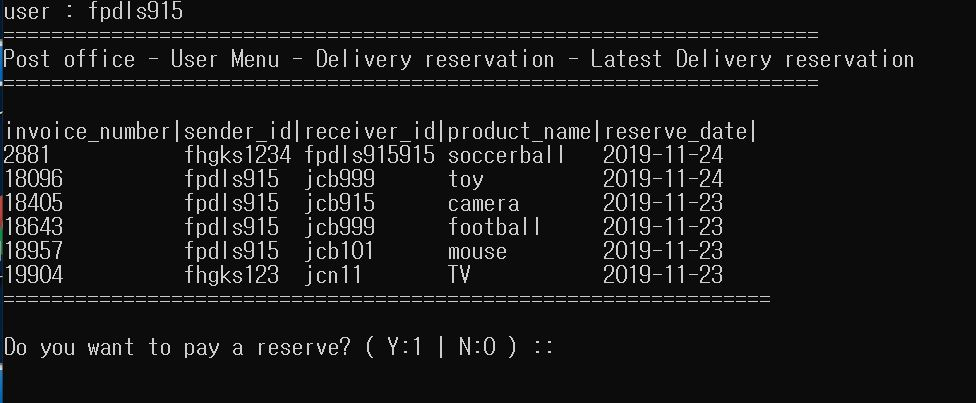 user : fpdls915
====================================================================
Post office - User Menu - Delivery reservation - Latest Delivery reservation
====================================================================
invoice_number|sender_id|receiver_id|product_name|reserve_date|
2881 fhgks1234 fpdls915915 soccerball 2019-11-24
18096 fpdls915 jcb999 toy 2019-11-24
18405 fpdls915 jcb915 camera 2019-11-23
18643 fpdls915 jcb999 football 2019-11-23
18957 fpdls915 jcb101 mouse 2019-11-23
19904 fhgks123 jcn11 TV 2019-11-23
================================================================
Do you want to pay a reserve? ( Y:1 | N:0 ) ::